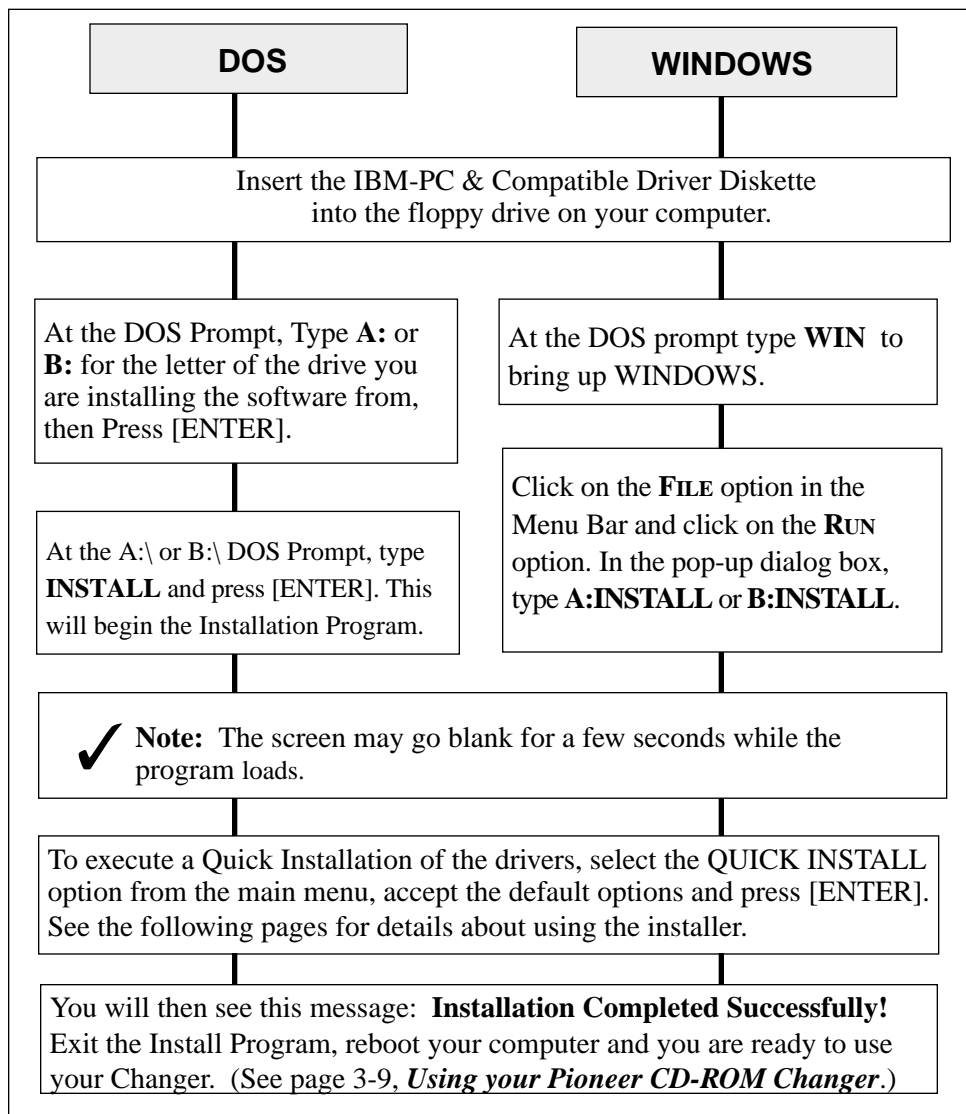 DOS
WINDOWS
Insert the IBM-PC & Compatible Driver Diskette
into the floppy drive on your computer.
At the DOS Prompt, Type A: or
B: for the letter of the drive you
are installing the software from,
then Press [ENTER].
At the A:\ or B:\ DOS Prompt, type
INSTALL and press [ENTER]. This
will begin the Installation Program.
At the DOS prompt type WIN to
bring up WINDOWS.
Click on the FILE option in the
Menu Bar and click on the RUN
option. In the pop-up dialog box,
type A:INSTALL or B:INSTALL.
✓ Note: The screen may go blank for a few seconds while the
program loads.
To execute a Quick Installation of the drivers, select the QUICK INSTALL
option from the main menu, accept the default options and press [ENTER].
See the following pages for details about using the installer.
You will then see this message: Installation Completed Successfully!
Exit the Install Program, reboot your computer and you are ready to use
your Changer. (See page 3-9, Using your Pioneer CD-ROM Changer.)